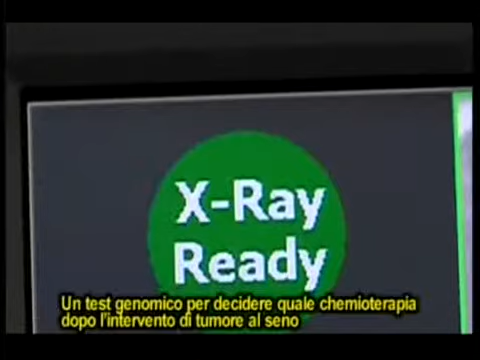 X-Ray
Ready
Un test genomico per decidere quale chemioterapia
dopo l'intervento di tumore al seno